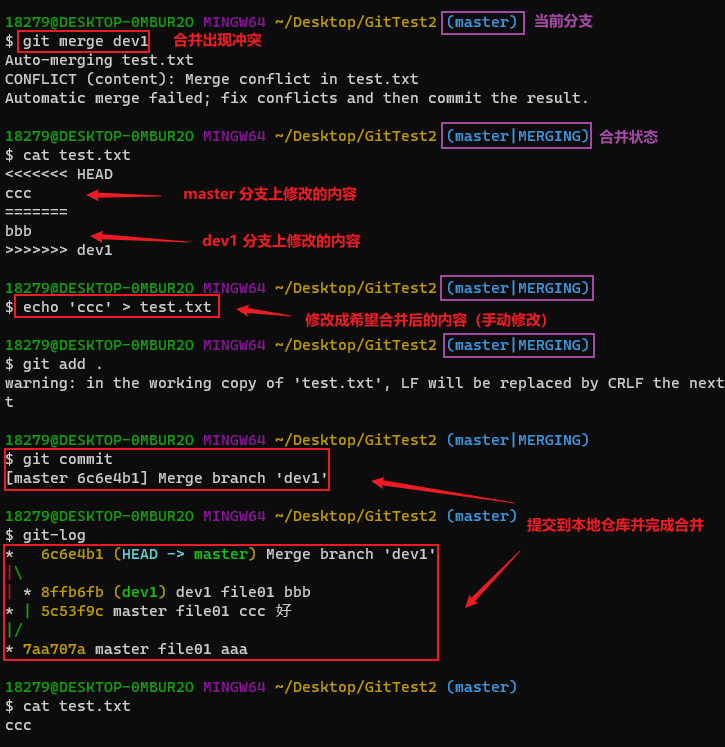 18279@DESKTOP-0MBUR2O MINGW64 ~/Desktop/GitTest2 (master) 当前分支
$ git merge dev1 合并出现冲突
Auto-merging test.txt
CONFLICT (content): Merge conflict in test.txt
Automatic merge failed; fix conflicts and then commit the result.
18279@DESKTOP-0MBUR2O MINGW64 ~/Desktop/GitTest2 (master|MERGING) 合并状态
$ cat test.txt
<<<<<<< HEAD
ccc master 分支上修改的内容
=======
bbb
dev1 分支上修改的内容
>>>>>>> dev1
18279@DESKTOP-0MBUR2O MINGW64 ~/Desktop/GitTest2 (master|MERGING)
$ echo 'ccc' > test.txt
修改成希望合并后的内容（手动修改）
18279@DESKTOP-0MBUR2O MINGW64 ~/Desktop/GitTest2 (master|MERGING)
$ git add .
warning: in the working copy of 'test.txt', LF will be replaced by CRLF the next
t
18279@DESKTOP-0MBUR2O MINGW64 ~/Desktop/GitTest2 (master|MERGING)
$ git commit
[master 6c6e4b1] Merge branch 'dev1'
18279@DESKTOP-0MBUR2O MINGW64 ~/Desktop/GitTest2 (master)
提交到本地仓库并完成合并
$ git-log
*   6c6e4b1 (HEAD -> master) Merge branch 'dev1'
|\
| * 8ffb6fb (dev1) dev1 file01 bbb
* | 5c53f9c master file01 ccc 好
|/
* 7aa707a master file01 aaa
18279@DESKTOP-0MBUR2O MINGW64 ~/Desktop/GitTest2 (master)
$ cat test.txt
ccc